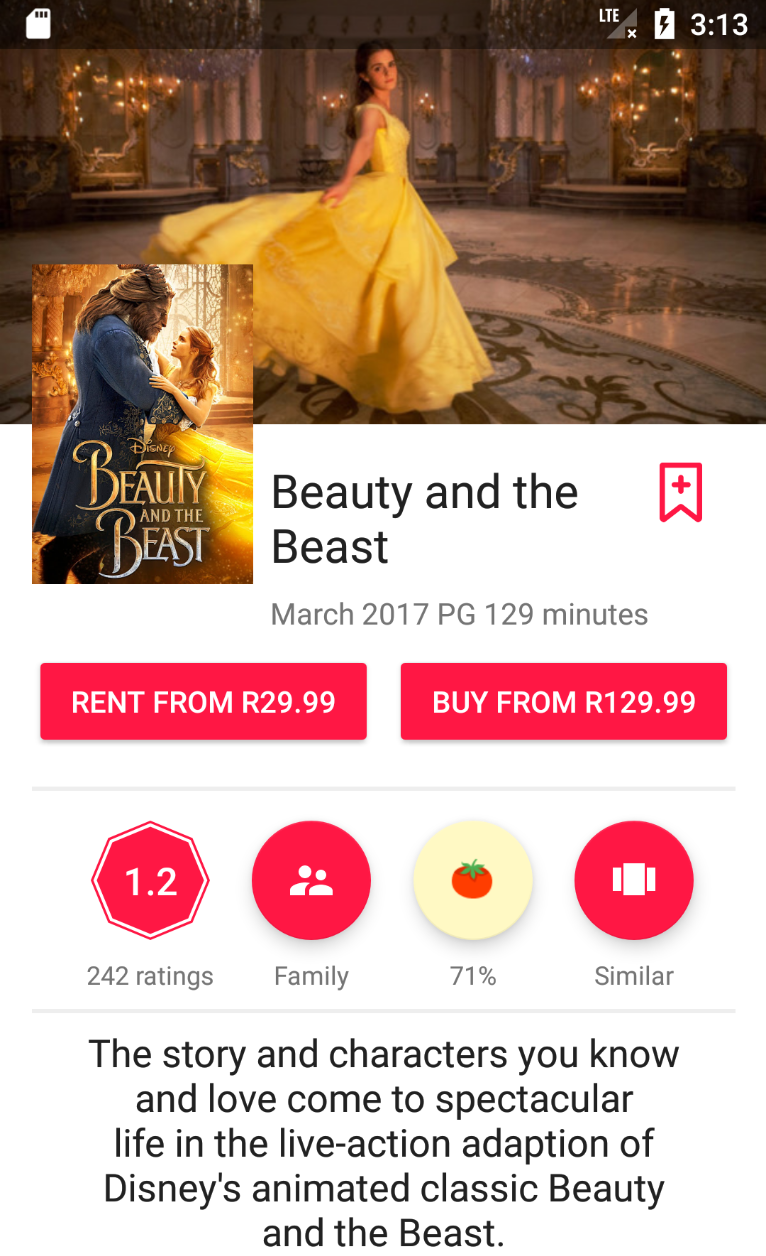 LTE 3:13
Disney
BEAUTY
AND THE
BEAST
Beauty and the
Beast
March 2017 PG 129 minutes
RENT FROM R29.99
BUY FROM R129.99
1.2
242 ratings
Family
71%
Similar
The story and characters you know
and love come to spectacular
life in the live-action adaption of
Disney's animated classic Beauty
and the Beast.